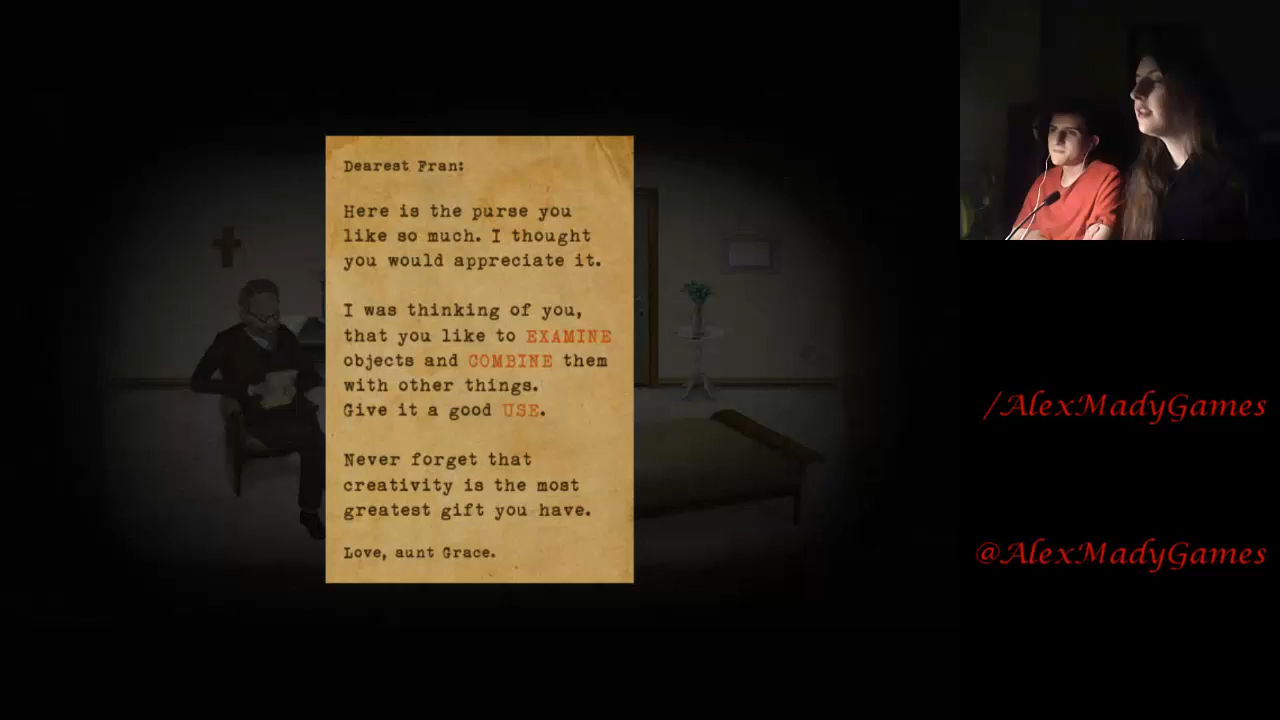 Dearest Fran:
Here is the purse you
like so much. I thought
you would appreciate it.
I was thinking of you,
that you like to EXAMINE
objects and COMBINE them
with other things.
Give it a good USE.
Never forget that
creativity is the most
greatest gift you have.
Love, aunt Grace.
/AlexMadyGames
@AlexMadyGames